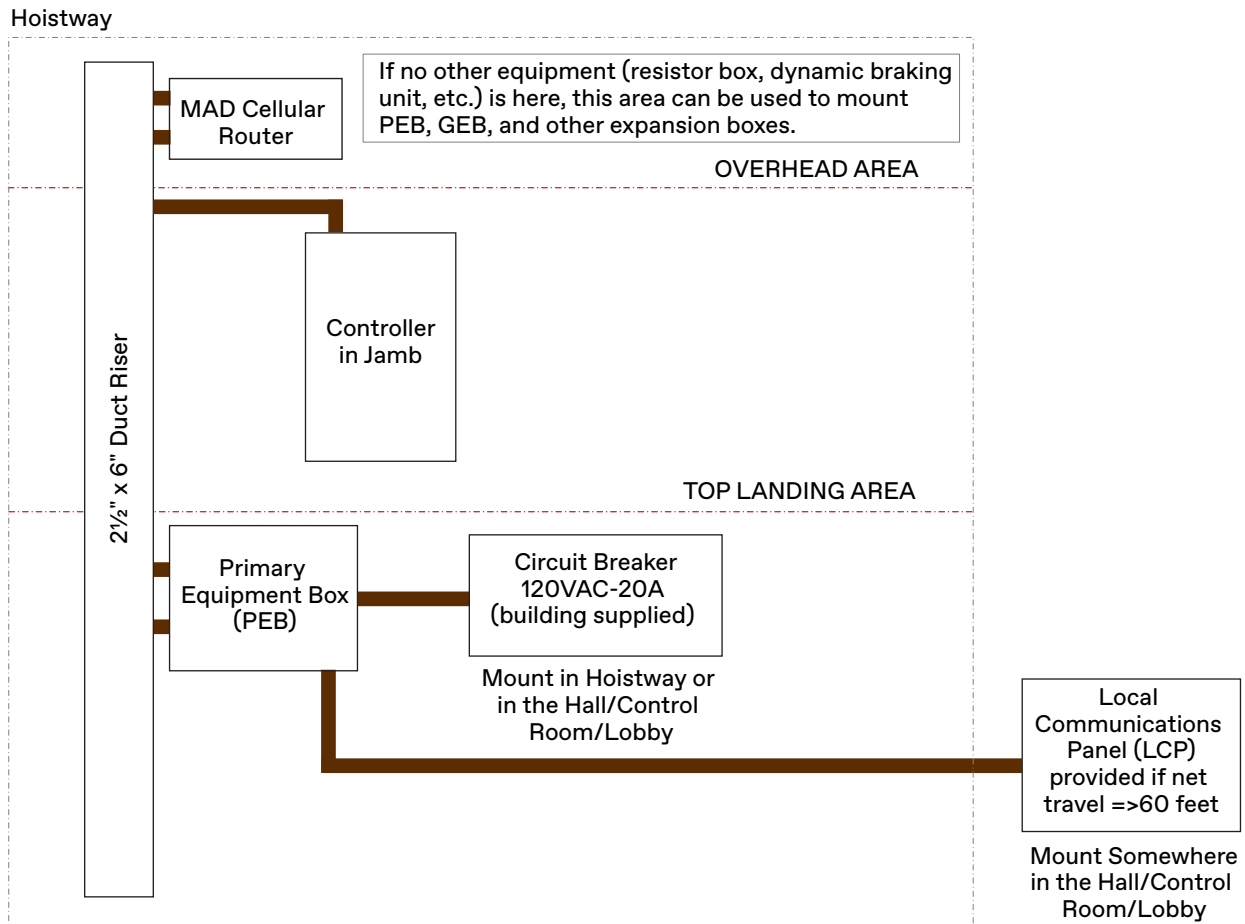 Hoistway
MAD Cellular
Router
If no other equipment (resistor box, dynamic braking
unit, etc.) is here, this area can be used to mount
PEB, GEB, and other expansion boxes.
OVERHEAD AREA
2½" x 6" Duct Riser
Controller
in Jamb
TOP LANDING AREA
Primary
Equipment Box
(PEB)
Circuit Breaker
120VAC-20A
(building supplied)
Mount in Hoistway or
in the Hall/Control
Room/Lobby
Local
Communications
Panel (LCP)
provided if net
travel =>60 feet
Mount Somewhere
in the Hall/Control
Room/Lobby